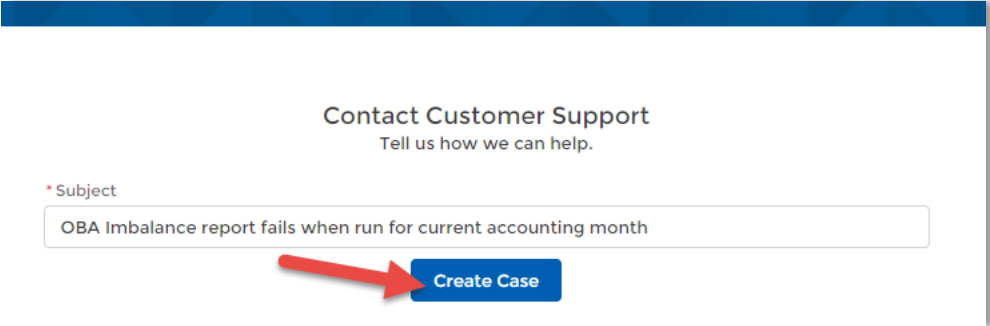 Contact Customer Support
Tell us how we can help.
* Subject
OBA Imbalance report fails when run for current accounting month
Create Case